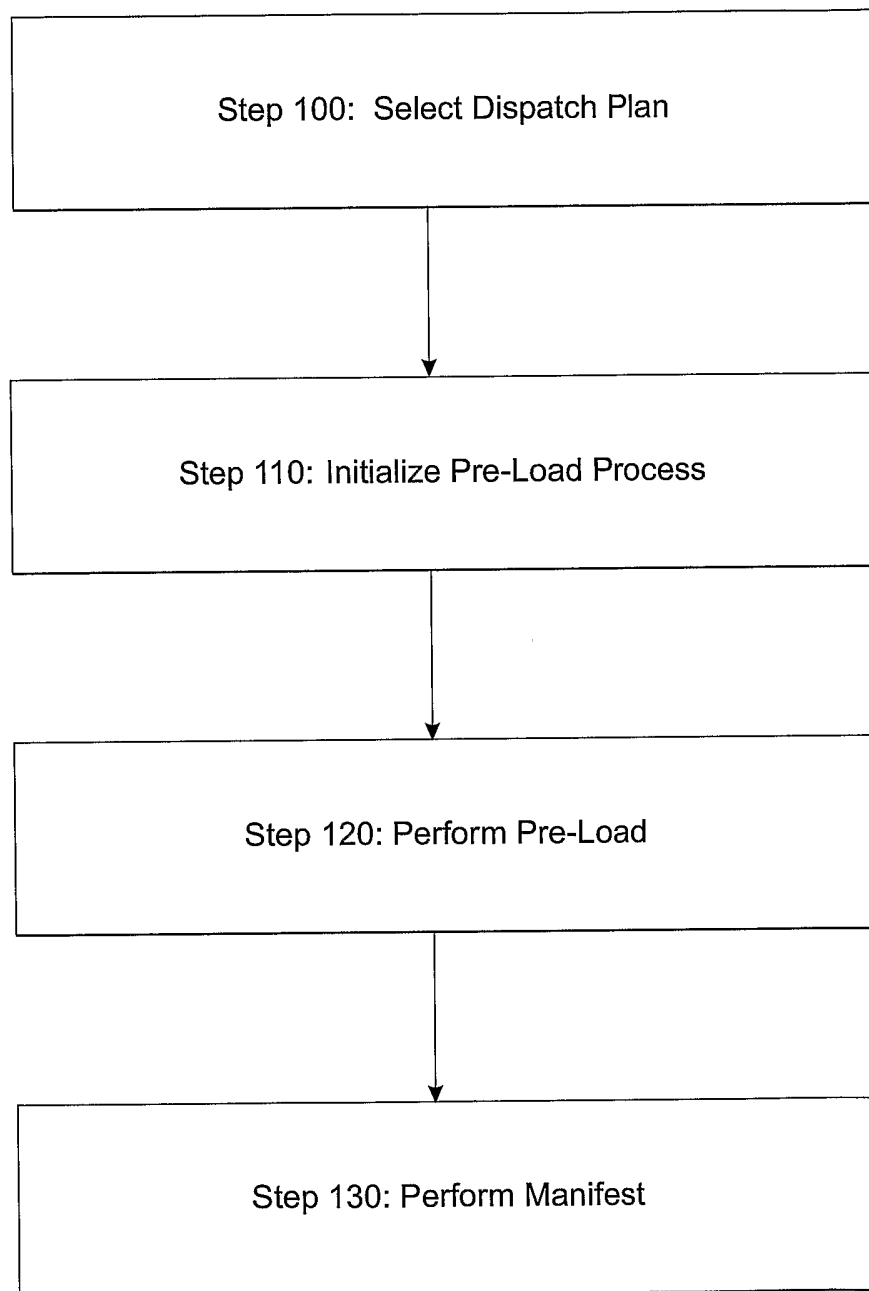 Step 100: Select Dispatch Plan
Step 110: Initialize Pre-Load Process
Step 120: Perform Pre-Load
Step 130: Perform Manifest